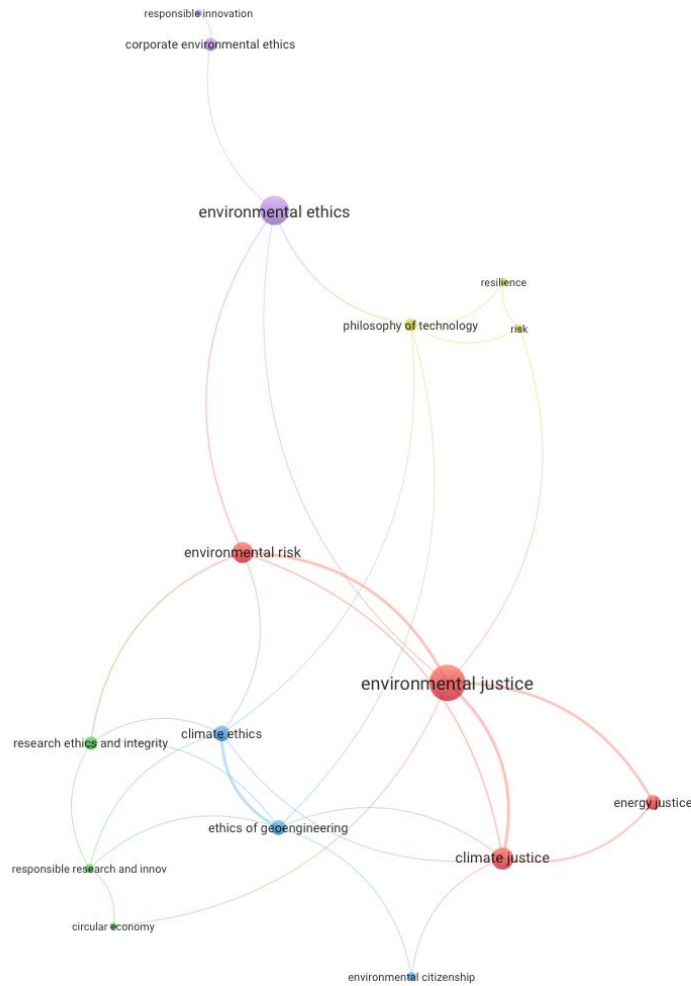 responsible innovation
corporate environmental ethics
environmental ethics
resilience
philosophy of technology
risk
environmental risk
environmental justice
climate ethics
research ethics and integrity
energy justice
ethics of geoengineering
climate justice
responsible research and innov
circular economy
environmental citizenship